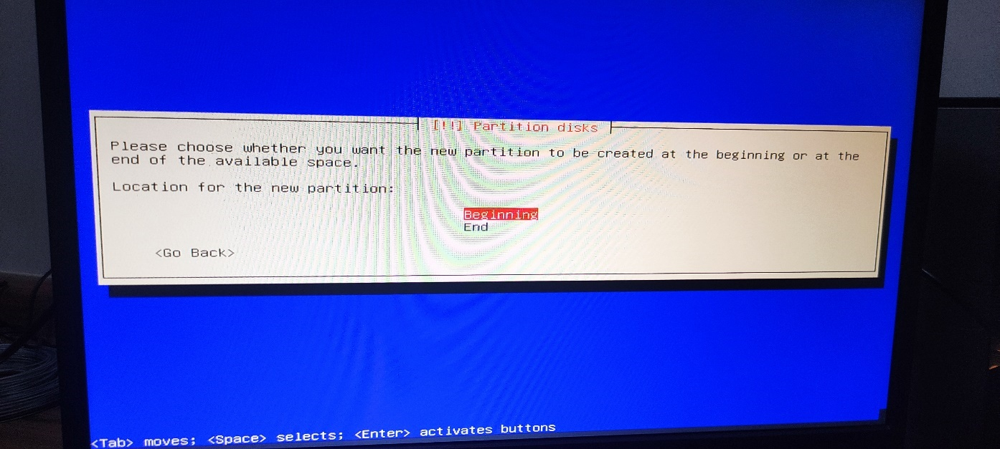 [!!] Partition disks
Please choose whether you want the new partition to be created at the beginning or at the
end of the available space.
Location for the new partition:
Beginning
End
<Go Back>
<Tab> moves; <Space> selects; <Enter> activates buttons